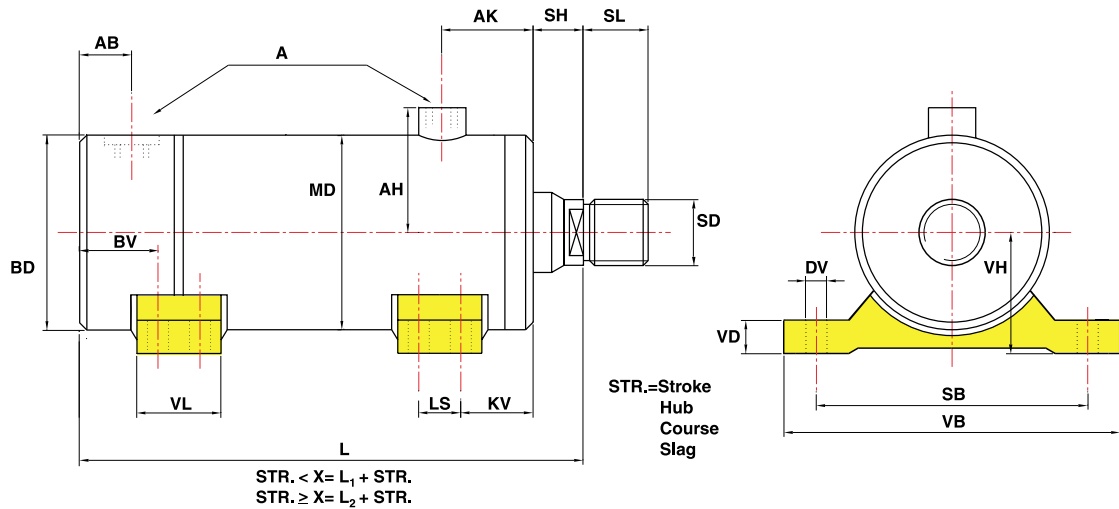 AK SH SL
AB A
MD AH SD
BV
BD VH DV
VD
VL LS KV SB
VB
L
STR.=Stroke
Hub
Course
Slag
STR. < X= L₁ + STR.
STR. ≥ X= L₂ + STR.